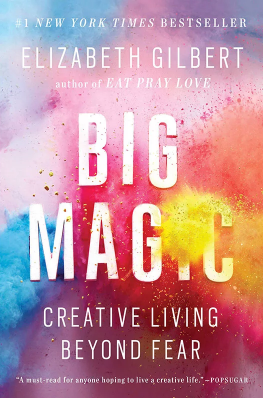 #1 NEW YORK TIMES BESTSELLER
ELIZABETH GILBERT
author of EAT PRAY LOVE
BIG
MAGIC
CREATIVE LIVING
BEYOND FEAR
"A must-read for anyone hoping to live a creative life." —POPSUGAR